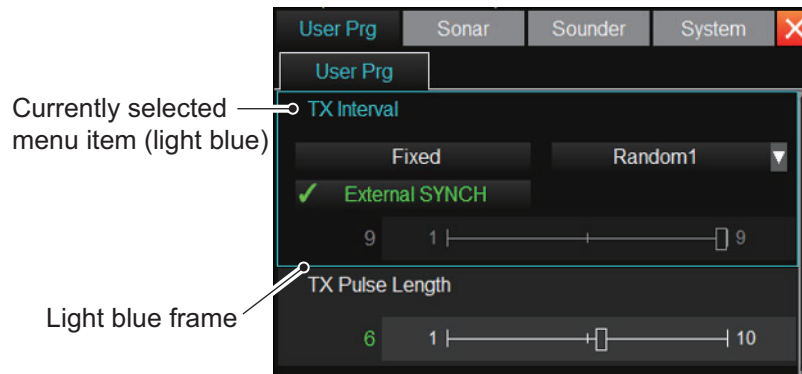 User Prg Sonar Sounder System X
User Prg
Currently selected
menu item (light blue)
TX Interval
Fixed Random1 ▼
✓ External SYNCH
9 1 9
Light blue frame
TX Pulse Length
6 1 10